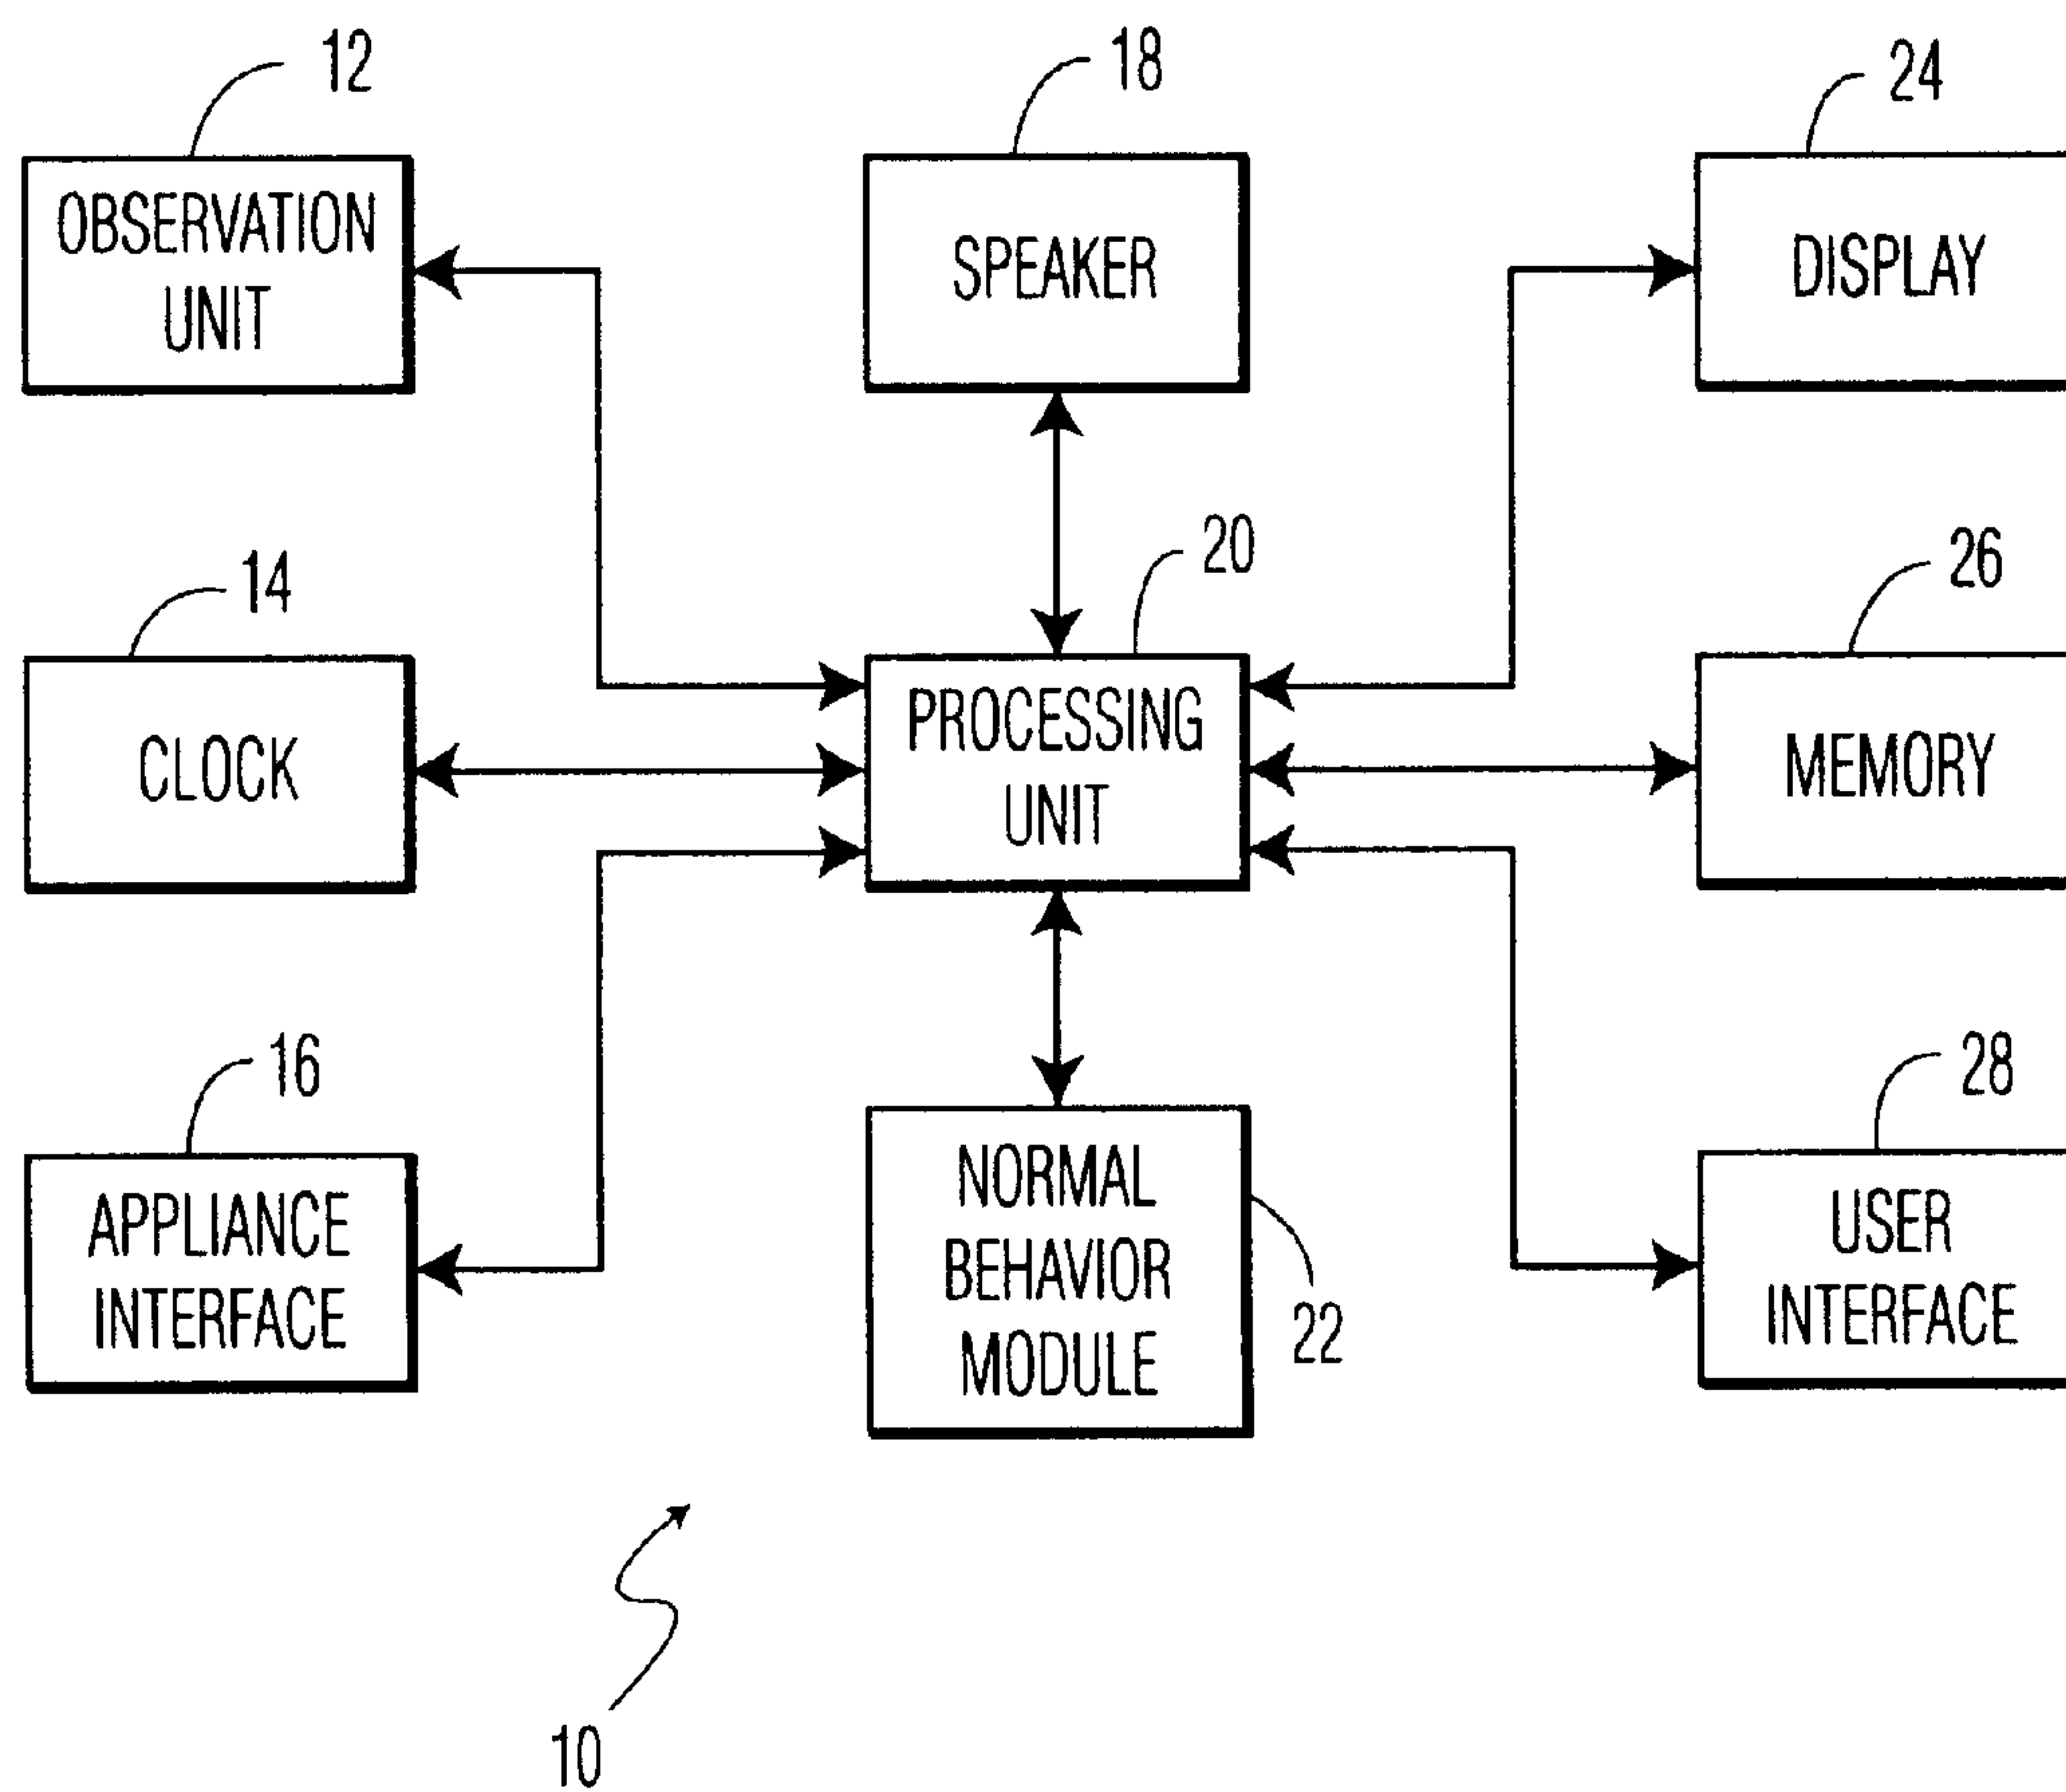 12
18
24
OBSERVATION
UNIT
SPEAKER
DISPLAY
14
20
26
CLOCK
PROCESSING
UNIT
MEMORY
16
28
APPLIANCE
INTERFACE
NORMAL
BEHAVIOR
MODULE
22
USER
INTERFACE
10